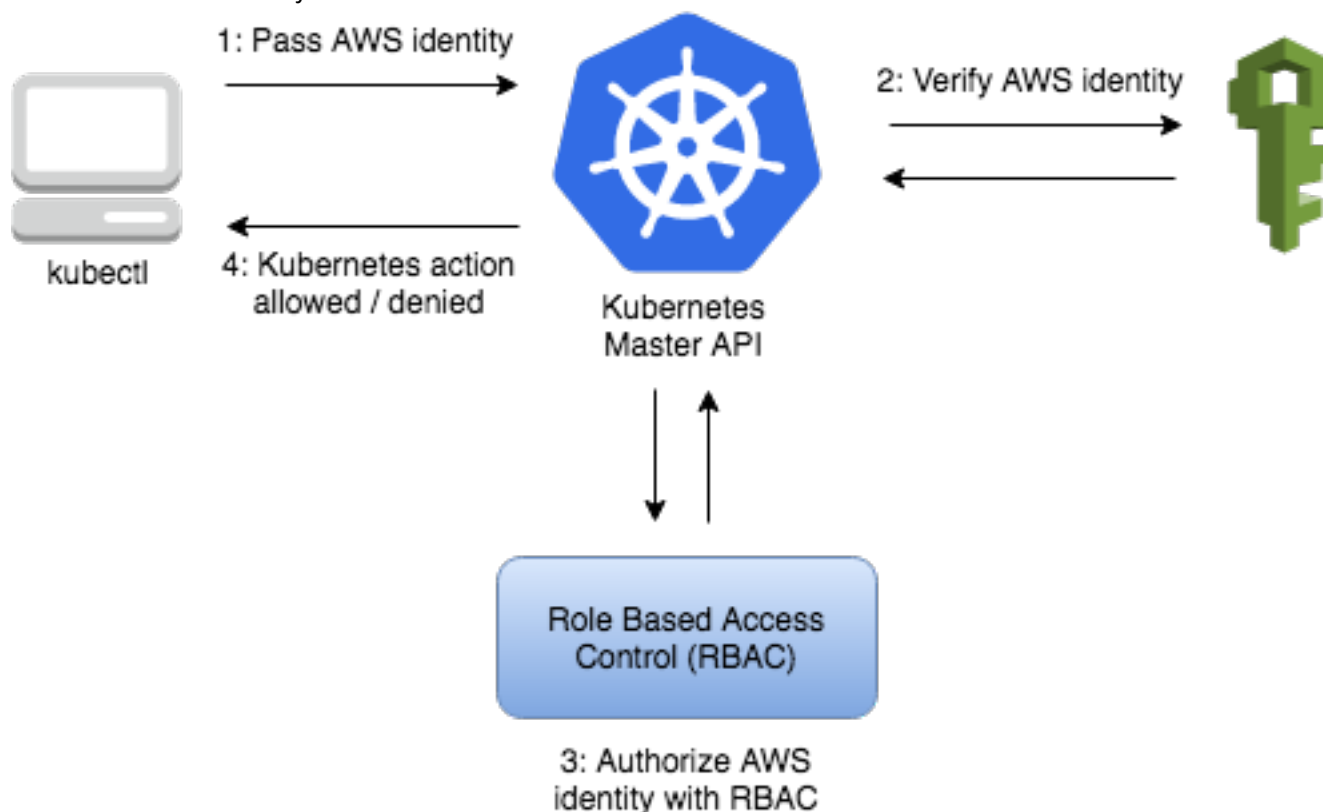 1: Pass AWS identity
2: Verify AWS identity
kubectl
4: Kubernetes action
allowed / denied
Kubernetes
Master API
Role Based Access
Control (RBAC)
3: Authorize AWS
identity with RBAC